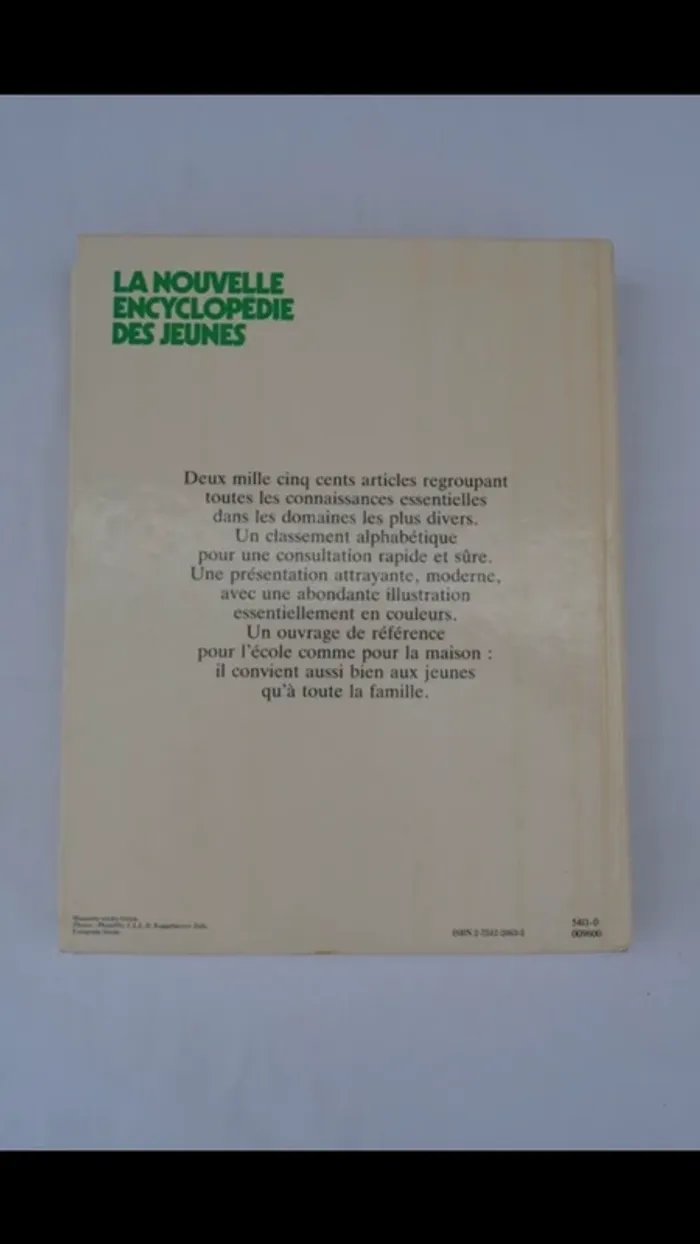 LA NOUVELLE
ENCYCLOPÉDIE
DES JEUNES
Deux mille cinq cents articles regroupant
toutes les connaissances essentielles
dans les domaines les plus divers.
Un classement alphabétique
pour une consultation rapide et sûre.
Une présentation attrayante, moderne,
avec une abondante illustration
essentiellement en couleurs.
Un ouvrage de référence
pour l'école comme pour la maison :
il convient aussi bien aux jeunes
qu'à toute la famille.
ISBN
009600